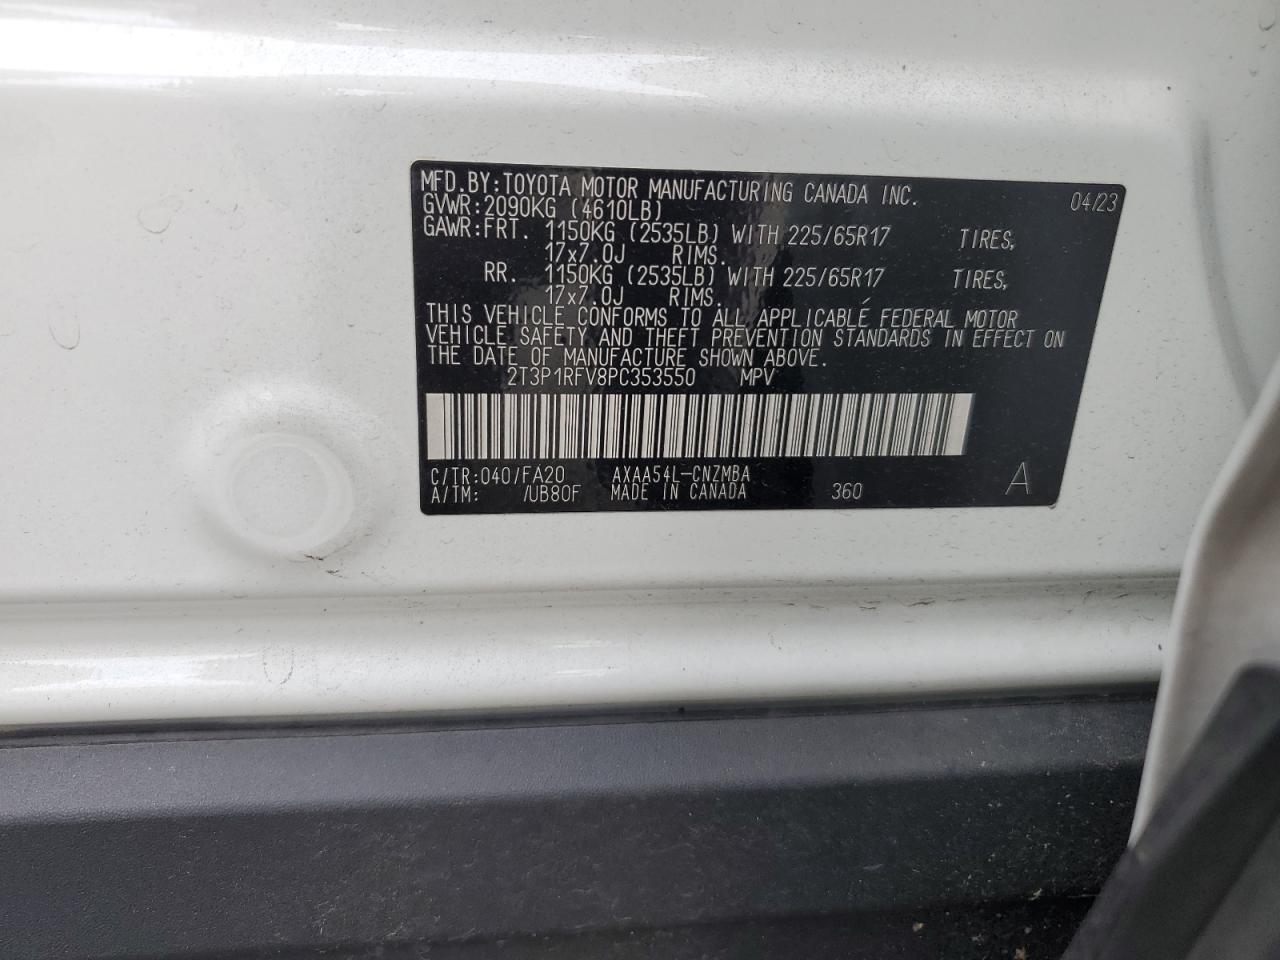 MFD.BY:TOYOTA MOTOR MANUFACTURING CANADA INC. 04/23
GVWR:2090KG (4610LB)
GAWR:FRT. 1150KG (2535LB) WITH 225/65R17 TIRES,
17x7.0J RIMS.
RR. 1150KG (2535LB) WITH 225/65R17 TIRES,
17x7.0J RIMS.
THIS VEHICLE CONFORMS TO ALL APPLICABLE FEDERAL MOTOR
VEHICLE SAFETY AND THEFT PREVENTION STANDARDS IN EFFECT ON
THE DATE OF MANUFACTURE SHOWN ABOVE.
2T3P1RFV8PC353550 MPV
C/TR:040/FA20 AXAA54L-CNZMBA
A/TM: /UB80F MADE IN CANADA 360 A